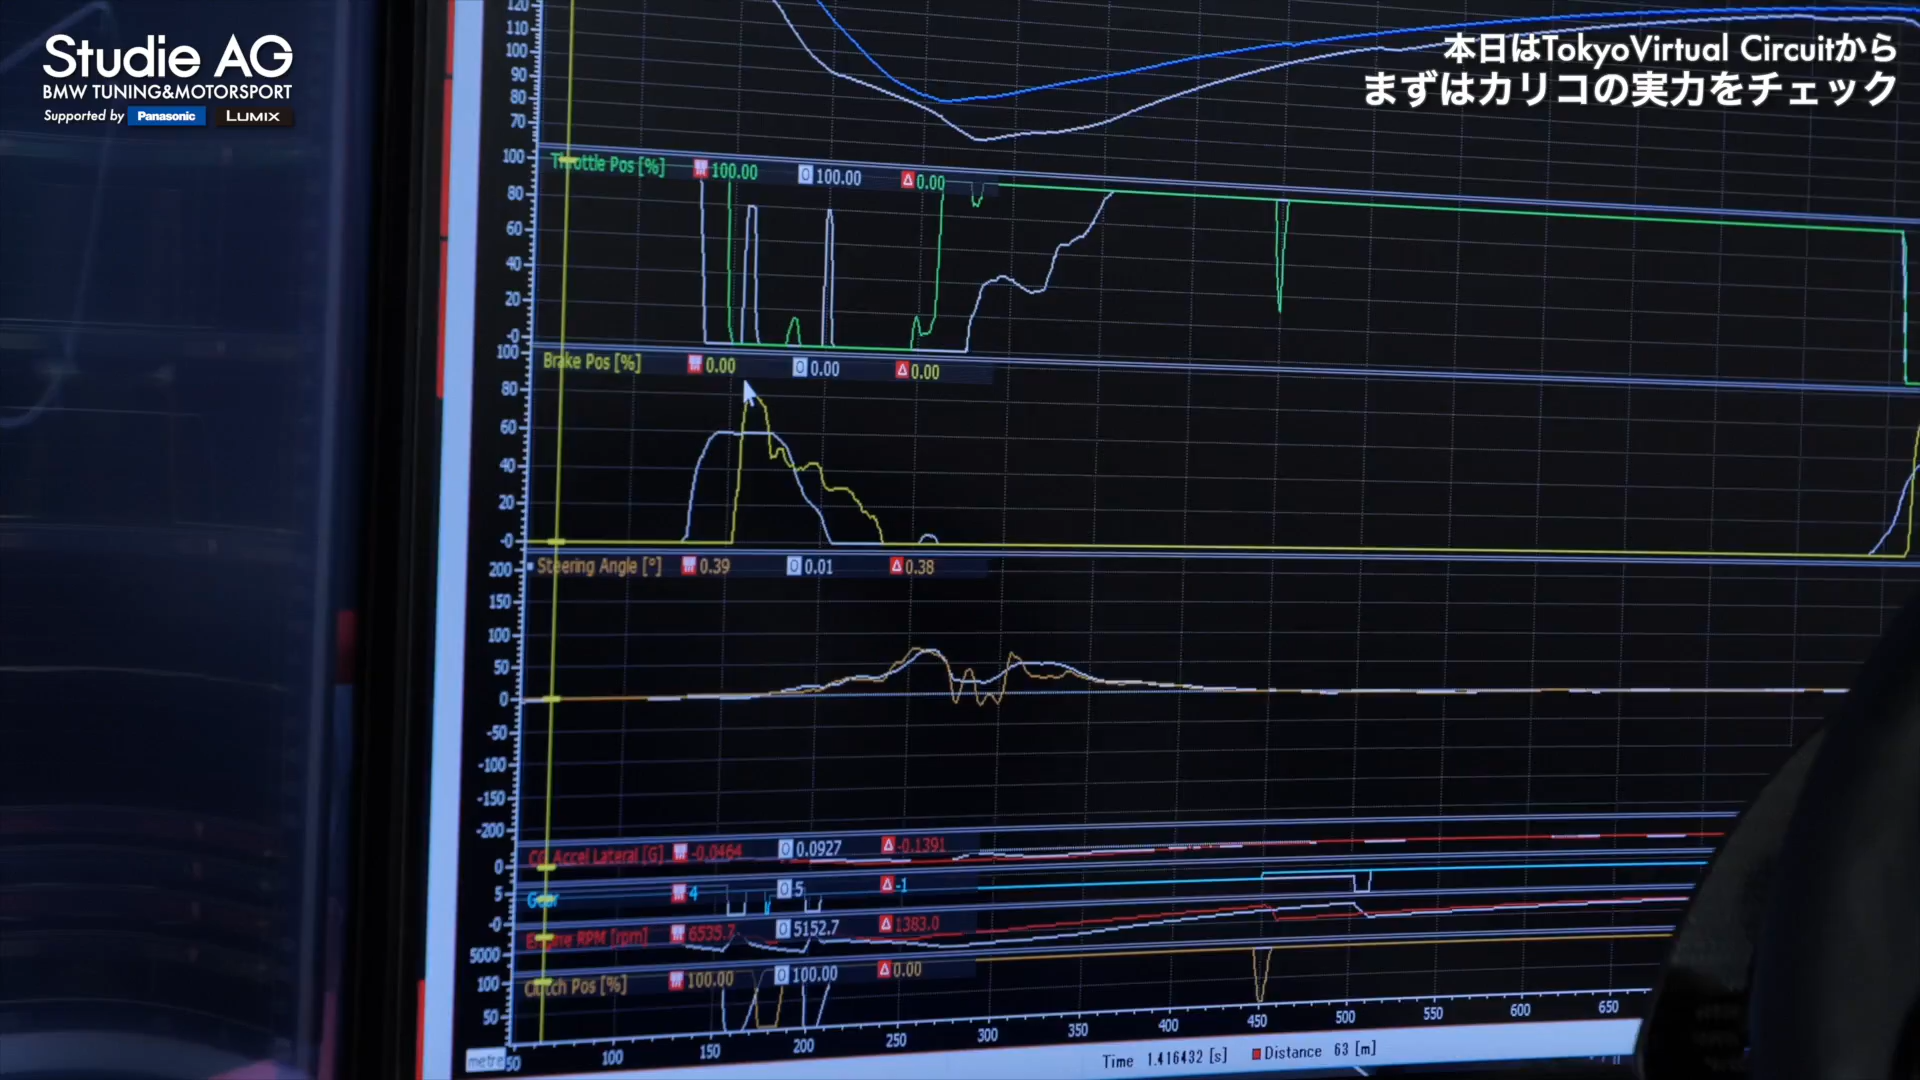 Studie AG
BMW TUNING&MOTORSPORT
Supported by Panasonic LUMIX
本日はTokyoVirtual Circuitから
まずはカリコの実力をチェック
120
110
100
90
80
70
Throttle Pos [%] 100.00 O 100.00 Δ 0.00
100
80
60
40
20
-0
Brake Pos [%] 0.00 O 0.00 Δ 0.00
100
80
60
40
20
-0
Steering Angle [°] 0.39 O 0.01 Δ 0.38
200
150
100
50
0
-50
-100
-150
-200
CG Accel Lateral [G] -0.0464 O 0.0927 Δ -0.1391
0
Gear 4 O 5 Δ -1
5
-0
Engine RPM [rpm] 6535.7 O 5152.7 Δ 1383.0
5000
Clutch Pos [%] 100.00 O 100.00 Δ 0.00
100
50
metre 50 100 150 200 250 300 350 400 450 500 550 600 650
Time 1.416432 [s] Distance 63 [m]